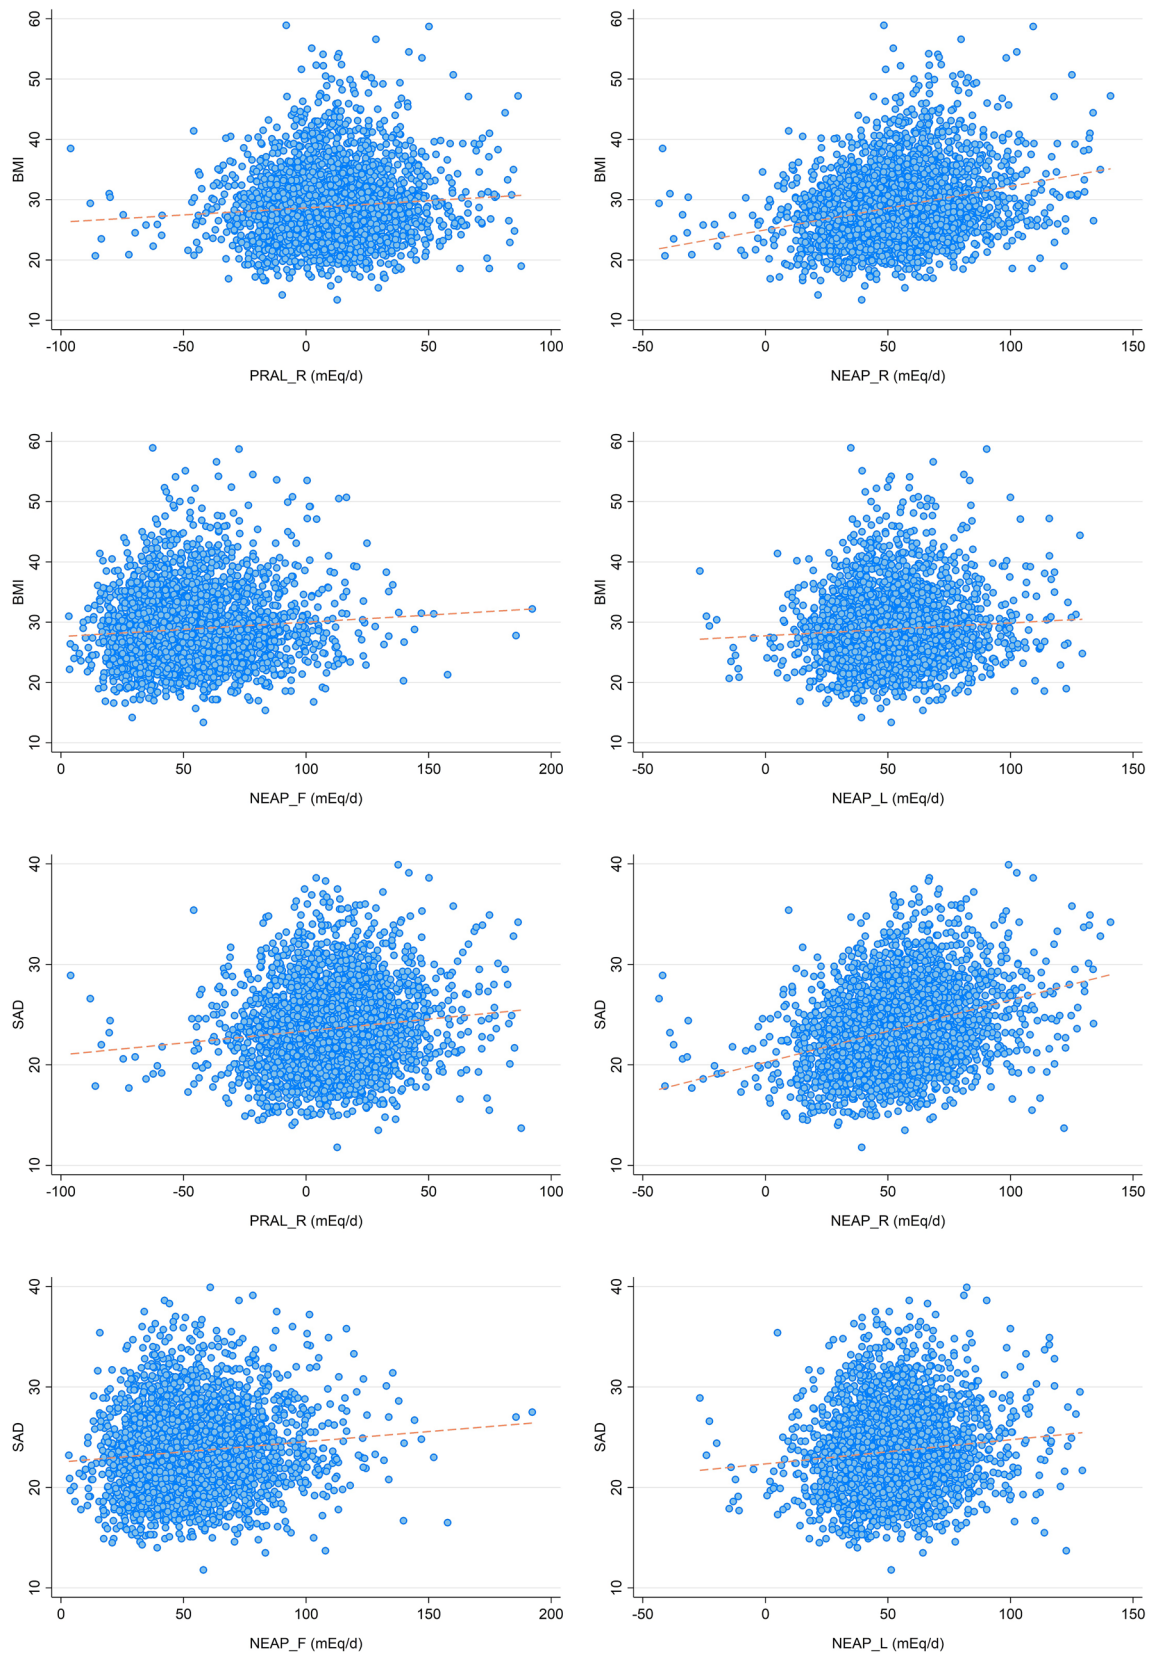 60
50
40
30
20
10
BMI
-100 -50 0 50 100
PRAL_R (mEq/d)
60
50
40
30
20
10
BMI
-50 0 50 100 150
NEAP_R (mEq/d)
60
50
40
30
20
10
BMI
0 50 100 150 200
NEAP_F (mEq/d)
60
50
40
30
20
10
BMI
-50 0 50 100 150
NEAP_L (mEq/d)
40
30
20
10
SAD
-100 -50 0 50 100
PRAL_R (mEq/d)
40
30
20
10
SAD
-50 0 50 100 150
NEAP_R (mEq/d)
40
30
20
10
SAD
0 50 100 150 200
NEAP_F (mEq/d)
40
30
20
10
SAD
-50 0 50 100 150
NEAP_L (mEq/d)